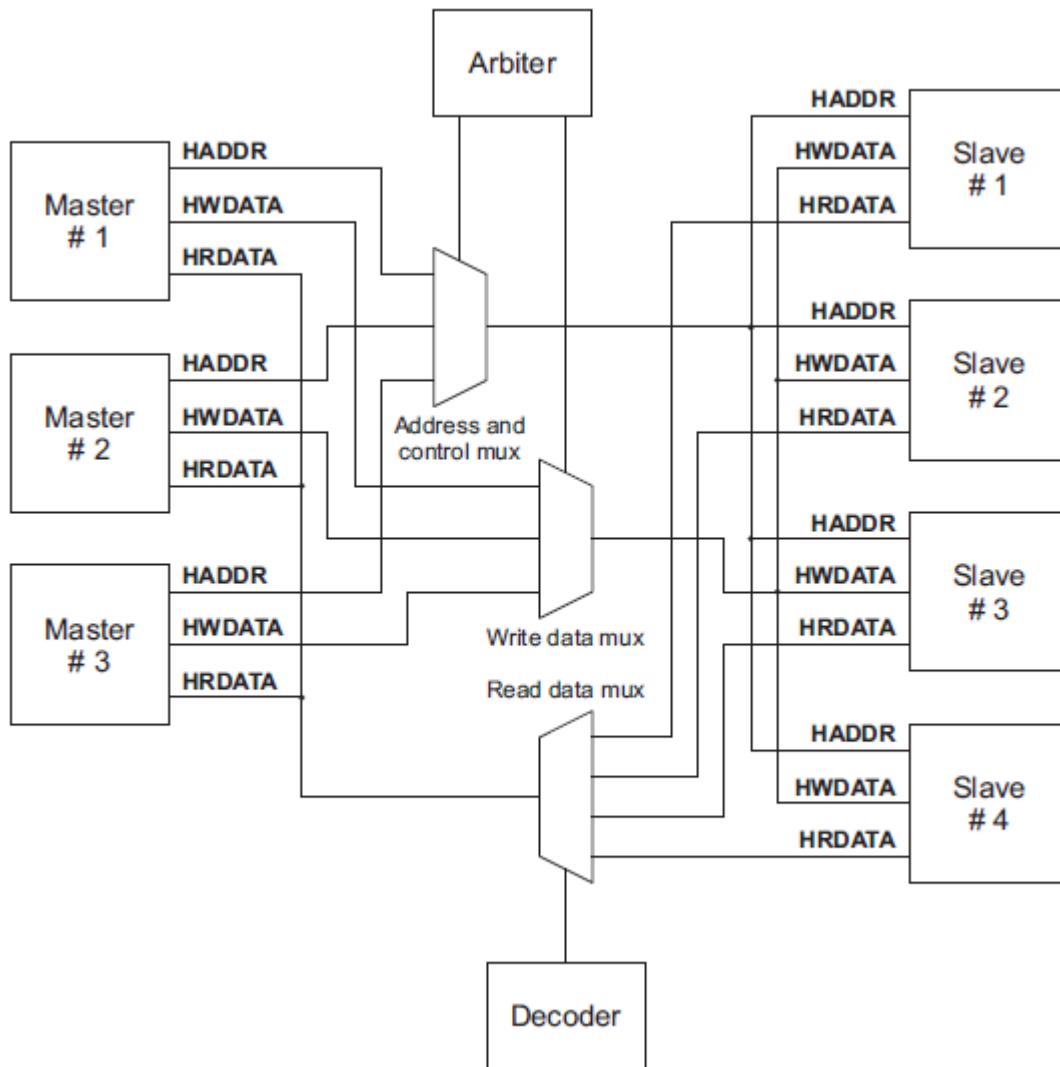 Arbiter
HADDR
HWDATA
HRDATA
Master
# 1
HADDR
HWDATA
HRDATA
Slave
# 1
HADDR
HWDATA
HRDATA
Master
# 2
HADDR
HWDATA
HRDATA
Slave
# 2
Address and
control mux
HADDR
HWDATA
HRDATA
Master
# 3
HADDR
HWDATA
HRDATA
Slave
# 3
Write data mux
Read data mux
HADDR
HWDATA
HRDATA
Slave
# 4
Decoder